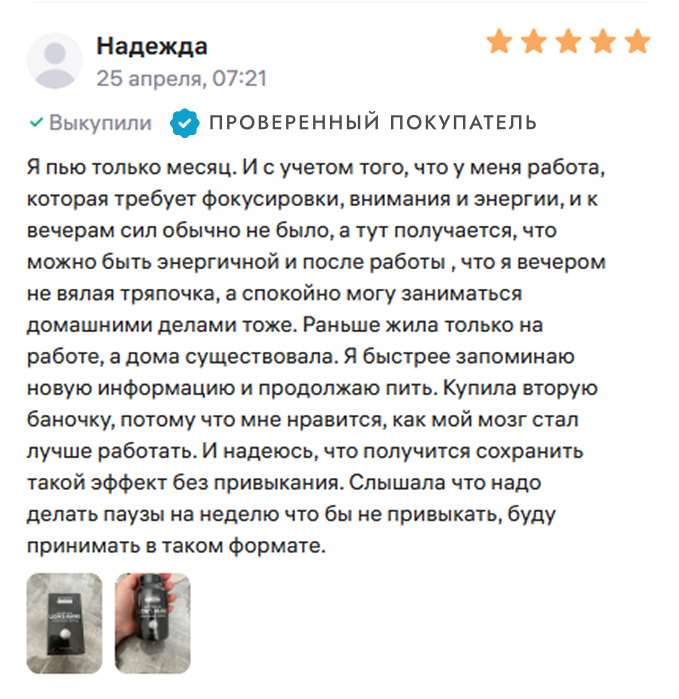 Надежда
25 апреля, 07:21
Выкупили ПРОВЕРЕННЫЙ ПОКУПАТЕЛЬ
Я пью только месяц. И с учетом того, что у меня работа,
которая требует фокусировки, внимания и энергии, и к
вечерам сил обычно не было, а тут получается, что
можно быть энергичной и после работы , что я вечером
не вялая тряпочка, а спокойно могу заниматься
домашними делами тоже. Раньше жила только на
работе, а дома существовала. Я быстрее запоминаю
новую информацию и продолжаю пить. Купила вторую
баночку, потому что мне нравится, как мой мозг стал
лучше работать. И надеюсь, что получится сохранить
такой эффект без привыкания. Слышала что надо
делать паузы на неделю что бы не привыкать, буду
принимать в таком формате.
LION'S MANE
LION'S MANE